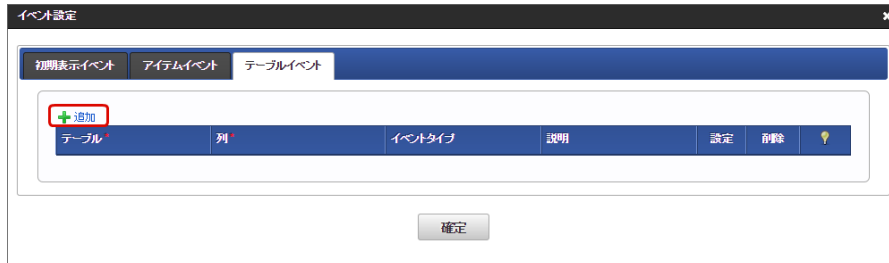 イベント設定
初期表示イベント アイテムイベント テーブルイベント
追加
テーブル* 列* イベントタイプ 説明 設定 削除
確定